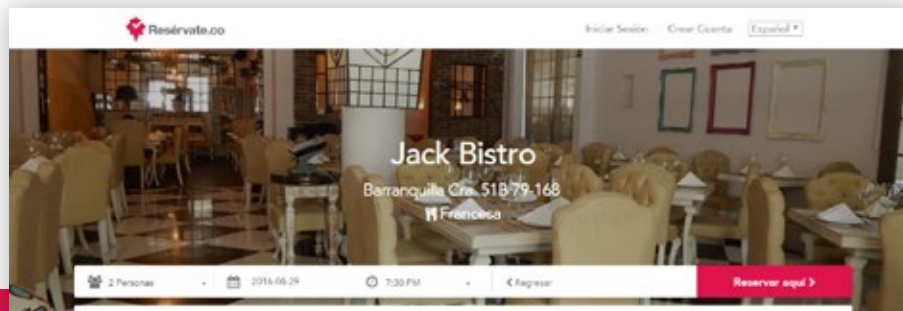 Resérvate.co
Iniciar Sesión Crear Cuenta Español
Jack Bistro
Barranquilla Cra. 51B 79-168
Francesa
2 Personas 2016-08-29 7:30 PM < Regresar Reservar aquí >